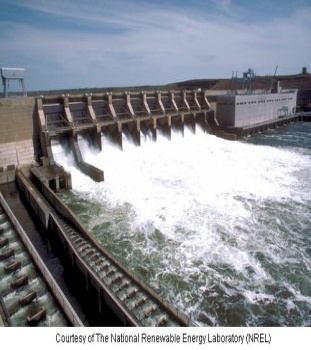 Courtesy of The National Renewable Energy Laboratory (NREL)